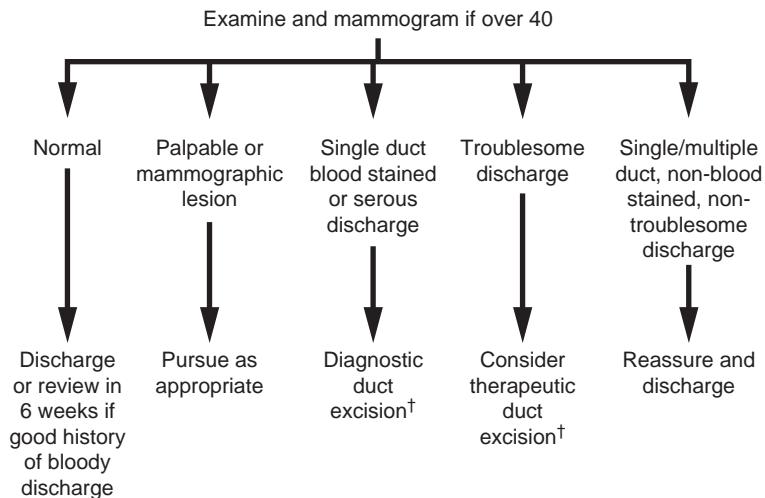 Examine and mammogram if over 40
Normal
Palpable or
mammographic
lesion
Single duct
blood stained
or serous
discharge
Troublesome
discharge
Single/multiple
duct, non-blood
stained, non-
troublesome
discharge
Discharge
or review in
6 weeks if
good history
of bloody
discharge
Pursue as
appropriate
Diagnostic
duct
excision†
Consider
therapeutic
duct
excision†
Reassure and
discharge